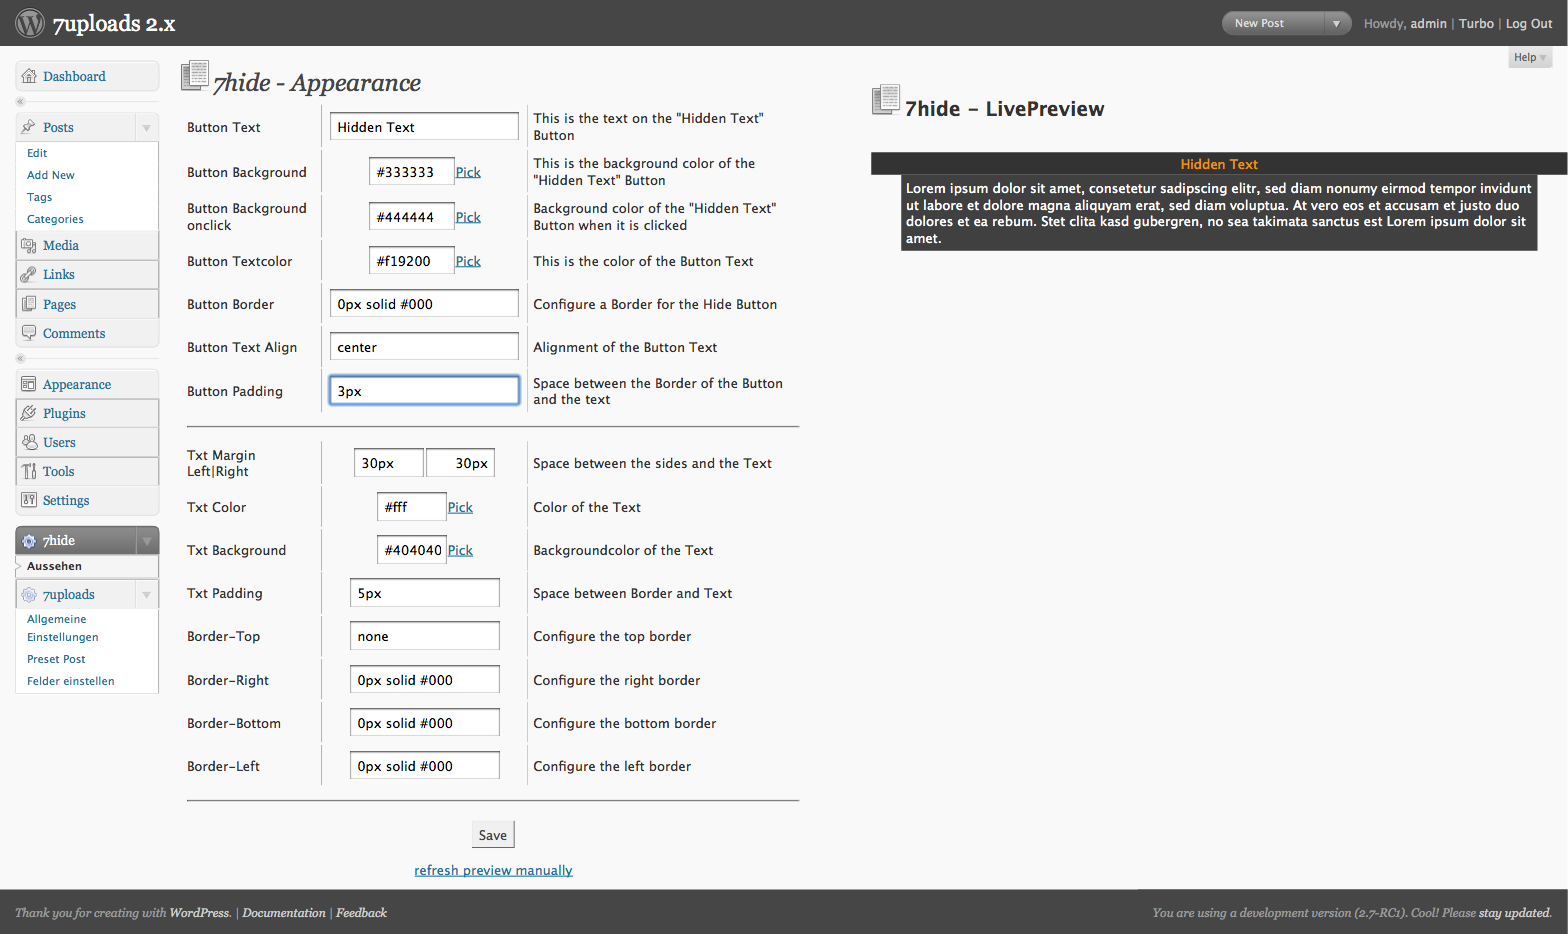 7uploads 2.x
New Post
Howdy, admin | Turbo | Log Out
Help
Dashboard
Posts
Edit
Add New
Tags
Categories
Media
Links
Pages
Comments
Appearance
Plugins
Users
Tools
Settings
7hide
Aussehen
7uploads
Allgemeine
Einstellungen
Preset Post
Felder einstellen
7hide - Appearance
Button Text
Hidden Text
This is the text on the "Hidden Text"
Button
Button Background
#333333 Pick
This is the background color of the
"Hidden Text" Button
Button Background
onclick
#444444 Pick
Background color of the "Hidden Text"
Button when it is clicked
Button Textcolor
#f19200 Pick
This is the color of the Button Text
Button Border
0px solid #000
Configure a Border for the Hide Button
Button Text Align
center
Alignment of the Button Text
Button Padding
3px
Space between the Border of the Button
and the text
Txt Margin
Left|Right
30px 30px
Space between the sides and the Text
Txt Color
#fff Pick
Color of the Text
Txt Background
#404040 Pick
Backgroundcolor of the Text
Txt Padding
5px
Space between Border and Text
Border-Top
none
Configure the top border
Border-Right
0px solid #000
Configure the right border
Border-Bottom
0px solid #000
Configure the bottom border
Border-Left
0px solid #000
Configure the left border
Save
refresh preview manually
7hide - LivePreview
Hidden Text
Lorem ipsum dolor sit amet, consetetur sadipscing elitr, sed diam nonumy eirmod tempor invidunt
ut labore et dolore magna aliquyam erat, sed diam voluptua. At vero eos et accusam et justo duo
dolores et ea rebum. Stet clita kasd gubergren, no sea takimata sanctus est Lorem ipsum dolor sit
amet.
Thank you for creating with WordPress. | Documentation | Feedback
You are using a development version (2.7-RC1). Cool! Please stay updated.